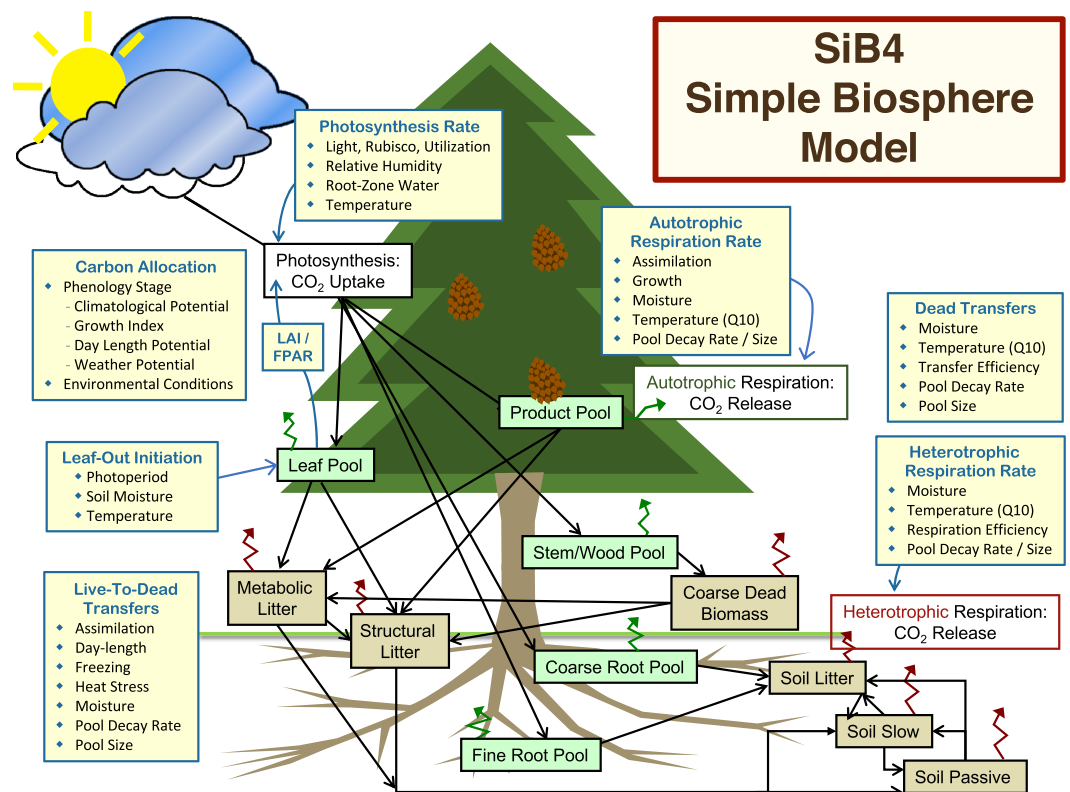 SiB4
Simple Biosphere
Model
Photosynthesis Rate
Light, Rubisco, Utilization
Relative Humidity
Root-Zone Water
Temperature
Photosynthesis:
CO₂ Uptake
Carbon Allocation
Phenology Stage
- Climatological Potential
- Growth Index
- Day Length Potential
- Weather Potential
Environmental Conditions
LAI /
FPAR
Autotrophic
Respiration Rate
Assimilation
Growth
Moisture
Temperature (Q10)
Pool Decay Rate / Size
Autotrophic Respiration:
CO₂ Release
Dead Transfers
Moisture
Temperature (Q10)
Transfer Efficiency
Pool Decay Rate
Pool Size
Product Pool
Leaf-Out Initiation
Photoperiod
Soil Moisture
Temperature
Leaf Pool
Heterotrophic
Respiration Rate
Moisture
Temperature (Q10)
Respiration Efficiency
Pool Decay Rate / Size
Stem/Wood Pool
Live-To-Dead
Transfers
Assimilation
Day-length
Freezing
Heat Stress
Moisture
Pool Decay Rate
Pool Size
Metabolic
Litter
Structural
Litter
Coarse Dead
Biomass
Heterotrophic Respiration:
CO₂ Release
Coarse Root Pool
Soil Litter
Fine Root Pool
Soil Slow
Soil Passive